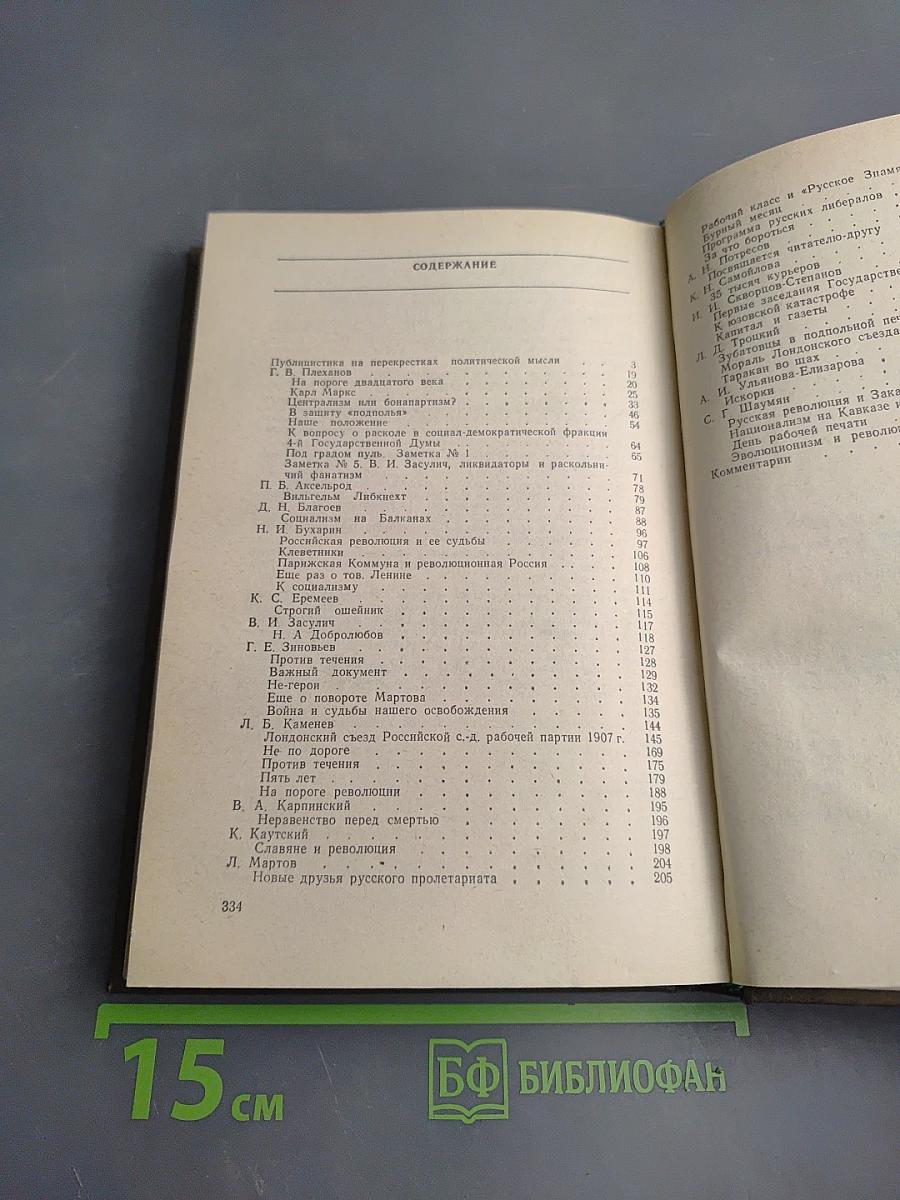 СОДЕРЖАНИЕ
Публицистика на перекрестках политической мысли . . 3
Г. В. Плеханов . . . . . . . . . . . . 19
На пороге двадцатого века . . . . . . . . 20
Карл Маркс . . . . . . . . . . . . 25
Централизм или бонапартизм? . . . . . . . . 33
В защиту «подполья» . . . . . . . . . . 46
Наше положение . . . . . . . . . . . 54
К вопросу о расколе в социал-демократической фракции
4-й Государственной Думы . . . . . . . . 64
Под градом пуль. Заметка № 1 . . . . . . . 65
Заметка № 5. В. И. Засулич, ликвидаторы и раскольни-
чий фанатизм . . . . . . . . . . . 71
П. Б. Аксельрод . . . . . . . . . . . 78
Вильгельм Либкнехт . . . . . . . . . . 79
Д. Н. Благоев . . . . . . . . . . . . 87
Социализм на Балканах . . . . . . . . . 88
Н. И. Бухарин . . . . . . . . . . . . 96
Российская революция и ее судьбы . . . . . . 97
Клеветники . . . . . . . . . . . . 106
Парижская Коммуна и революционная Россия . . . . 108
Еще раз о тов. Ленине . . . . . . . . . 110
К социализму . . . . . . . . . . . 111
К. С. Еремеев . . . . . . . . . . . . 114
Строгий ошейник . . . . . . . . . . 115
В. И Засулич . . . . . . . . . . . . 117
Н. А Добролюбов . . . . . . . . . . 118
Г. Е. Зиновьев . . . . . . . . . . . . 127
Против течения . . . . . . . . . . . 128
Важный документ . . . . . . . . . . 129
Не-герои . . . . . . . . . . . . . 132
Еще о повороте Мартова . . . . . . . . . 134
Война и судьбы нашего освобождения . . . . . . 135
Л. Б. Каменев . . . . . . . . . . . . 144
Лондонский съезд Российской с.-д. рабочей партии 1907 г. 145
Не по дороге . . . . . . . . . . . . 169
Против течения . . . . . . . . . . . 175
Пять лет . . . . . . . . . . . . . 179
На пороге революции . . . . . . . . . 188
В. А. Карпинский . . . . . . . . . . . 195
Неравенство перед смертью . . . . . . . . 196
К. Каутский . . . . . . . . . . . . 197
Славяне и революция . . . . . . . . . 198
Л. Мартов . . . . . . . . . . . . . 204
Новые друзья русского пролетариата . . . . . . 205
334
Рабочий класс и «Русское Знамя
Бурный месяц
Программа русских либералов
За что бороться
А. Н. Потресов
Посвящается читателю-другу
К. Н. Самойлова
35 тысяч курьеров
И. И. Скворцов-Степанов
Первые заседания Государстве
К юзовской катастрофе
Капитал и газеты
Л. Д. Троцкий
Зубатовцы в подпольной печ
Мораль Лондонского съезда
Таракан во щах
А. И. Ульянова-Елизарова
Искорки
С. Г. Шаумян
Русская революция и Зака
Национализм на Кавказе и
День рабочей печати
Эволюционизм и револю
Комментарии
15 см
БФ БИБЛИОФАН